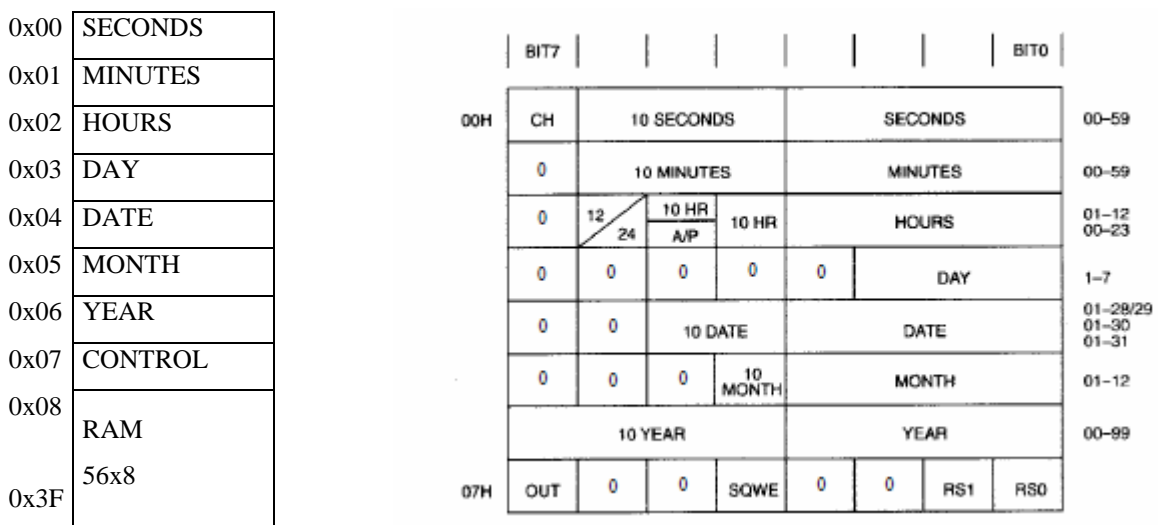 0x00 SECONDS
0x01 MINUTES
0x02 HOURS
0x03 DAY
0x04 DATE
0x05 MONTH
0x06 YEAR
0x07 CONTROL
0x08
RAM
56x8
0x3F
BIT7 BIT0
00H CH 10 SECONDS SECONDS 00–59
0 10 MINUTES MINUTES 00–59
0 12/24 10 HR A/P 10 HR HOURS 01–12 00–23
0 0 0 0 0 DAY 1–7
0 0 10 DATE DATE 01–28/29 01–30 01–31
0 0 0 10 MONTH MONTH 01–12
10 YEAR YEAR 00–99
07H OUT 0 0 SQWE 0 0 RS1 RS0